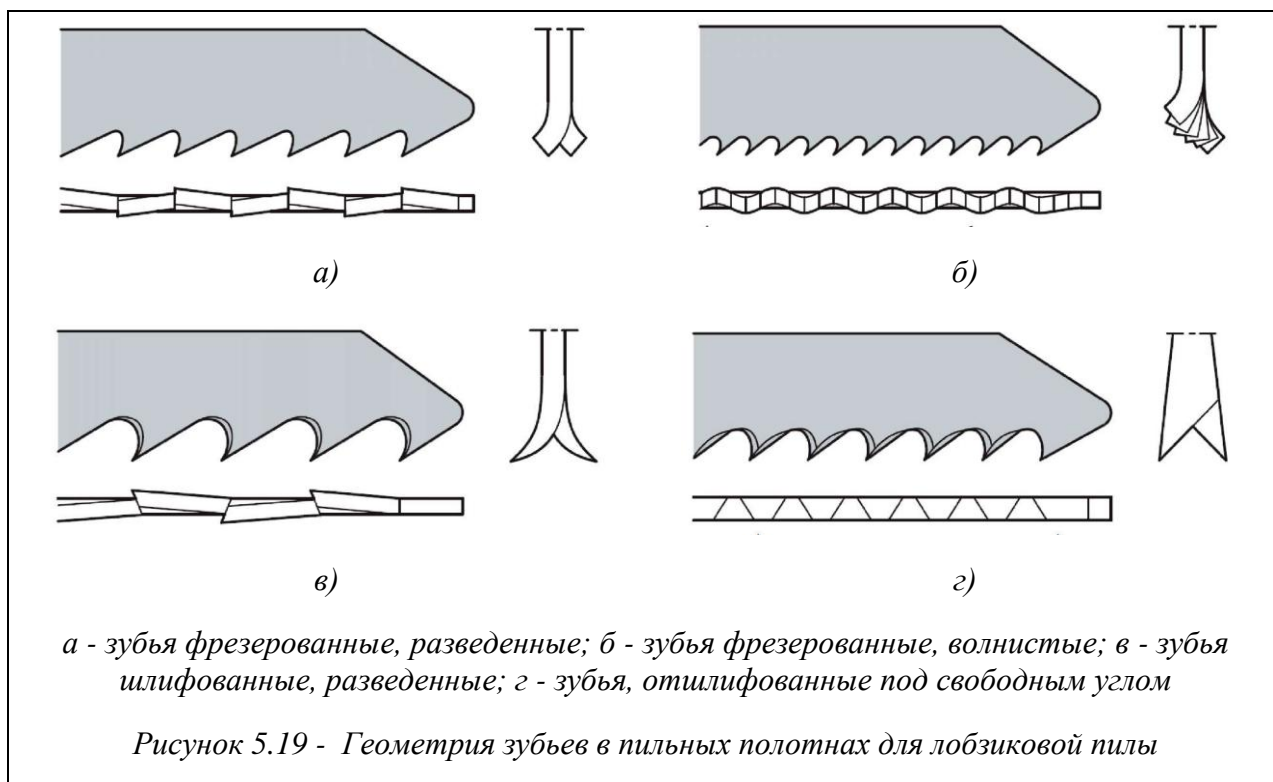 а)
б)
в)
г)
а - зубья фрезерованные, разведенные; б - зубья фрезерованные, волнистые; в - зубья
шлифованные, разведенные; г - зубья, отшлифованные под свободным углом
Рисунок 5.19 - Геометрия зубьев в пильных полотнах для лобзиковой пилы